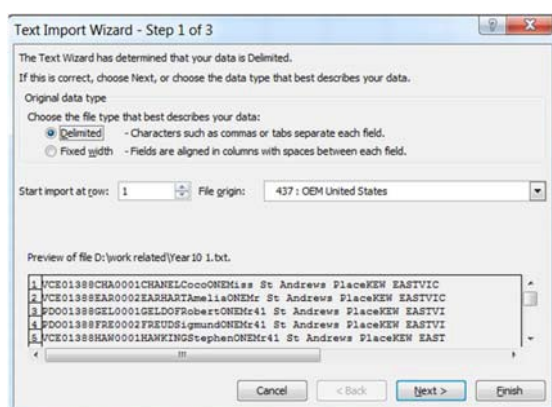 Text Import Wizard - Step 1 of 3
The Text Wizard has determined that your data is Delimited.
If this is correct, choose Next, or choose the data type that best describes your data.
Original data type
Choose the file type that best describes your data:
Delimited - Characters such as commas or tabs separate each field.
Fixed width - Fields are aligned in columns with spaces between each field.
Start import at row: 1 File origin: 437 : OEM United States
Preview of file D:\work related\Year10 1.txt.
1 VCE01388CHA0001CHANELCocoONEMiss St Andrews PlaceKEW EASTVIC
2 VCE01388EAR0002EARHARTAmeliaONEMr St Andrews PlaceKEW EASTVIC
3 PDO01388GEL0001GELDOFRobertONEMr41 St Andrews PlaceKEW EASTVI
4 PDO01388FRE0002FREUDSigmundONEMr41 St Andrews PlaceKEW EASTVI
5 VCE01388HAW0001HAWKINGStephenONEMr41 St Andrews PlaceKEW EAST
Cancel < Back Next > Finish